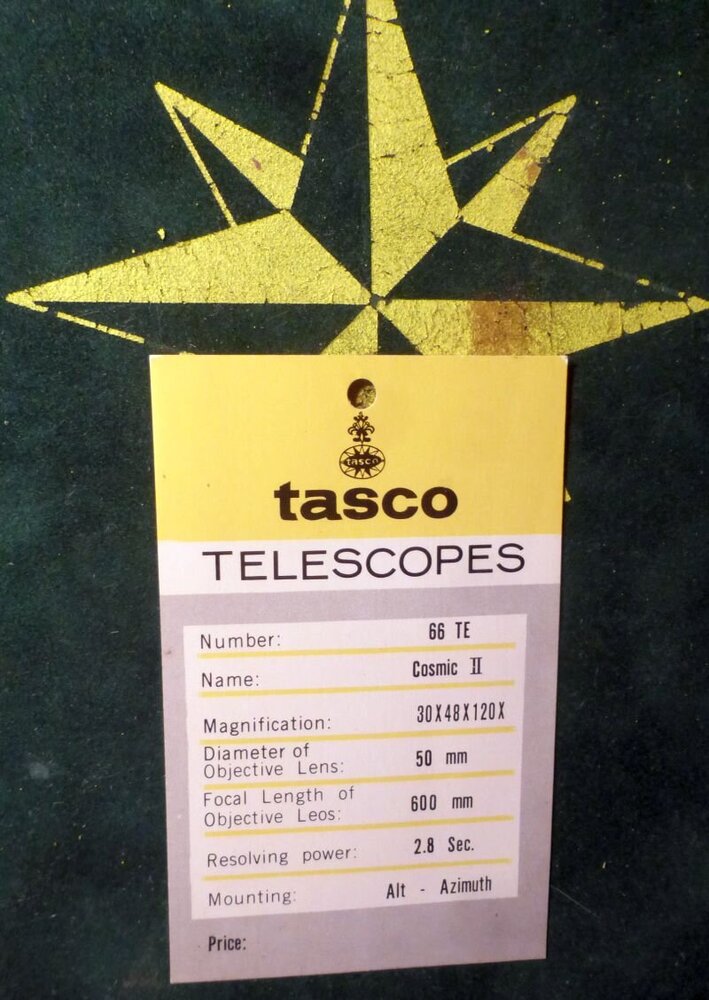 tasco
tasco
TELESCOPES
Number: 66 TE
Name: Cosmic II
Magnification: 30X48X120X
Diameter of
Objective Lens: 50 mm
Focal Length of
Objective Leos: 600 mm
Resolving power: 2.8 Sec.
Mounting: Alt - Azimuth
Price: